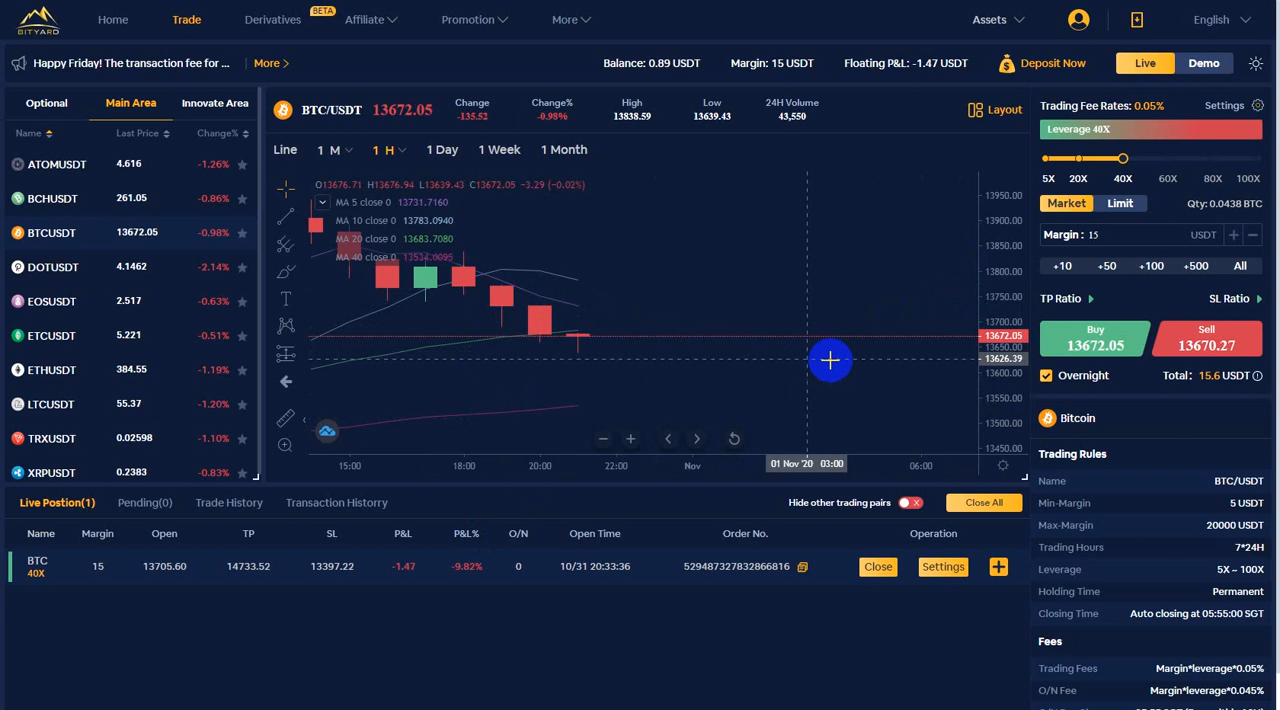 Home Trade Derivatives BETA Affiliate Promotion More Assets English
BITYARD
Happy Friday! The transaction fee for ... More > Balance: 0.89 USDT Margin: 15 USDT Floating P&L: -1.47 USDT Deposit Now Live Demo
Optional Main Area Innovate Area
Name Last Price Change%
ATOMUSDT 4.616 -1.26%
BCHUSDT 261.05 -0.86%
BTCUSDT 13672.05 -0.98%
DOTUSDT 4.1462 -2.14%
EOSUSDT 2.517 -0.63%
ETCUSDT 5.221 -0.51%
ETHUSDT 384.55 -1.19%
LTCUSDT 55.37 -1.20%
TRXUSDT 0.02598 -1.10%
XRPUSDT 0.2383 -0.83%
BTC/USDT 13672.05 Change Change% High Low 24H Volume Layout
-135.52 -0.98% 13838.59 13639.43 43,550
Line 1 M 1 H 1 Day 1 Week 1 Month
O13676.71 H13676.94 L13639.43 C13672.05 -3.29 (-0.02%)
MA 5 close 0 13731.7160
MA 10 close 0 13783.0940
MA 20 close 0 13683.7080
MA 40 close 0
13950.00
13900.00
13850.00
13800.00
13750.00
13700.00
13672.05
13650.00
13626.39
13600.00
13550.00
13500.00
13450.00
15:00 18:00 20:00 22:00 Nov 01 Nov '20 03:00 06:00
Trading Fee Rates: 0.05% Settings
Leverage 40X
5X 20X 40X 60X 80X 100X
Market Limit Qty: 0.0438 BTC
Margin : 15 USDT + −
+10 +50 +100 +500 All
TP Ratio SL Ratio
Buy Sell
13672.05 13670.27
Overnight Total: 15.6 USDT
Bitcoin
Trading Rules
Name BTC/USDT
Min-Margin 5 USDT
Max-Margin 20000 USDT
Trading Hours 7*24H
Leverage 5X ~ 100X
Holding Time Permanent
Closing Time Auto closing at 05:55:00 SGT
Fees
Trading Fees Margin*leverage*0.05%
O/N Fee Margin*leverage*0.045%
Live Postion(1) Pending(0) Trade History Transaction Historry Hide other trading pairs Close All
Name Margin Open TP SL P&L P&L% O/N Open Time Order No. Operation
BTC 15 13705.60 14733.52 13397.22 -1.47 -9.82% 0 10/31 20:33:36 529487327832866816 Close Settings +
40X